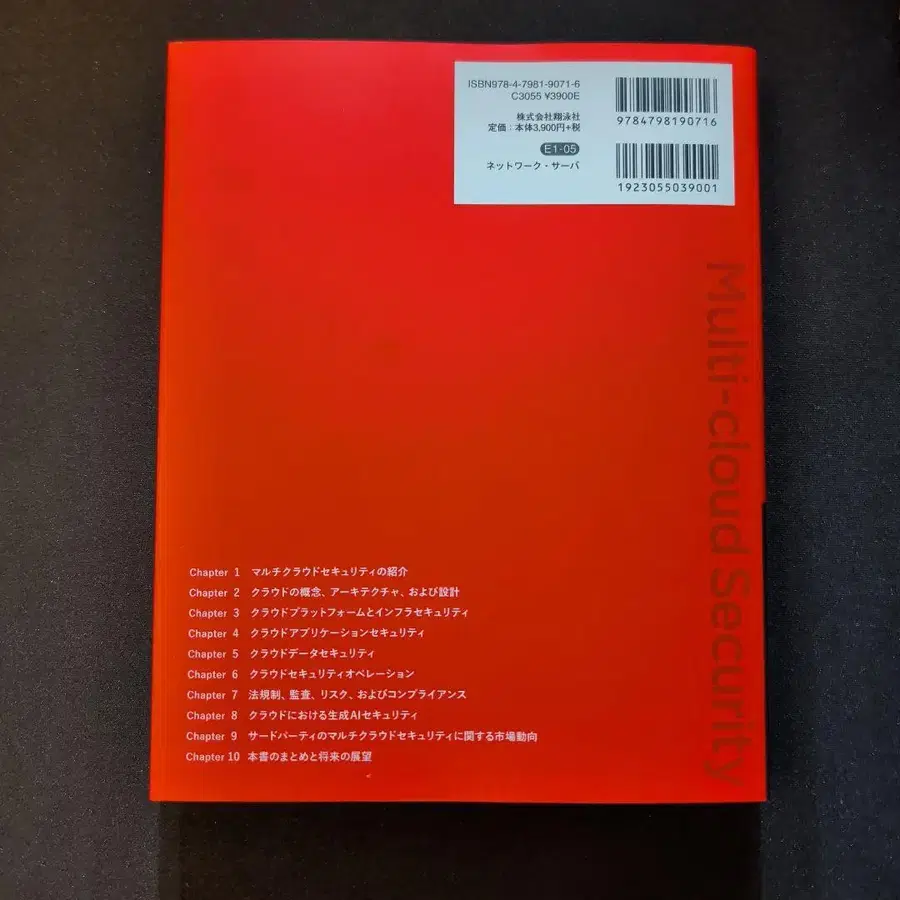 ISBN978-4-7981-9071-6
C3055 ¥3900E
株式会社翔泳社
定価：本体3,900円+税
E1-05
ネットワーク・サーバ
9784798190716
1923055039001
Multi-cloud Security
Chapter 1 マルチクラウドセキュリティの紹介
Chapter 2 クラウドの概念、アーキテクチャ、および設計
Chapter 3 クラウドプラットフォームとインフラセキュリティ
Chapter 4 クラウドアプリケーションセキュリティ
Chapter 5 クラウドデータセキュリティ
Chapter 6 クラウドセキュリティオペレーション
Chapter 7 法規制、監査、リスク、およびコンプライアンス
Chapter 8 クラウドにおける生成AIセキュリティ
Chapter 9 サードパーティのマルチクラウドセキュリティに関する市場動向
Chapter 10 本書のまとめと将来の展望